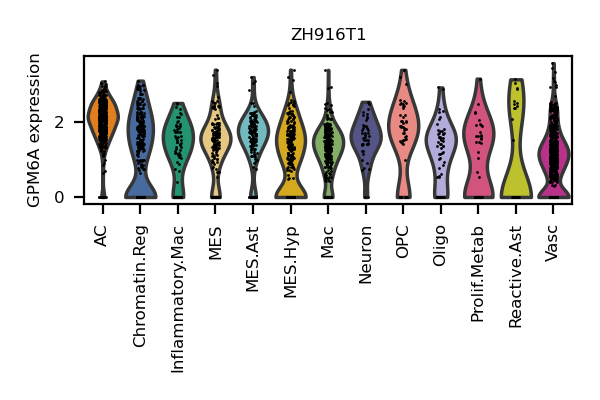 ZH916T1
GPM6A expression
2
0
AC
Chromatin.Reg
Inflammatory.Mac
MES
MES.Ast
MES.Hyp
Mac
Neuron
OPC
Oligo
Prolif.Metab
Reactive.Ast
Vasc